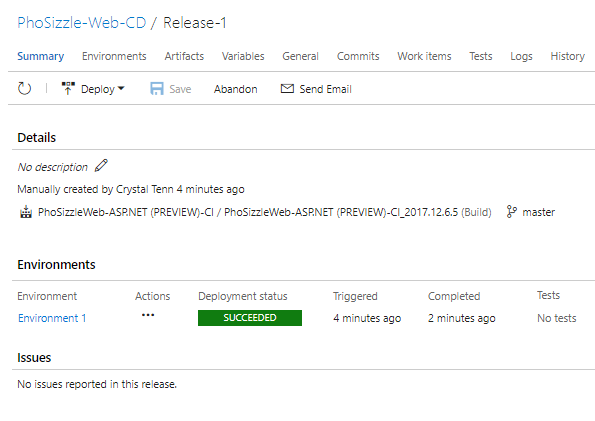 PhoSizzle-Web-CD / Release-1
Summary Environments Artifacts Variables General Commits Work items Tests Logs History
Deploy Save Abandon Send Email
Details
No description
Manually created by Crystal Tenn 4 minutes ago
PhoSizzleWeb-ASP.NET (PREVIEW)-CI / PhoSizzleWeb-ASP.NET (PREVIEW)-CI_2017.12.6.5 (Build) master
Environments
Environment Actions Deployment status Triggered Completed Tests
Environment 1 ••• SUCCEEDED 4 minutes ago 2 minutes ago No tests
Issues
No issues reported in this release.